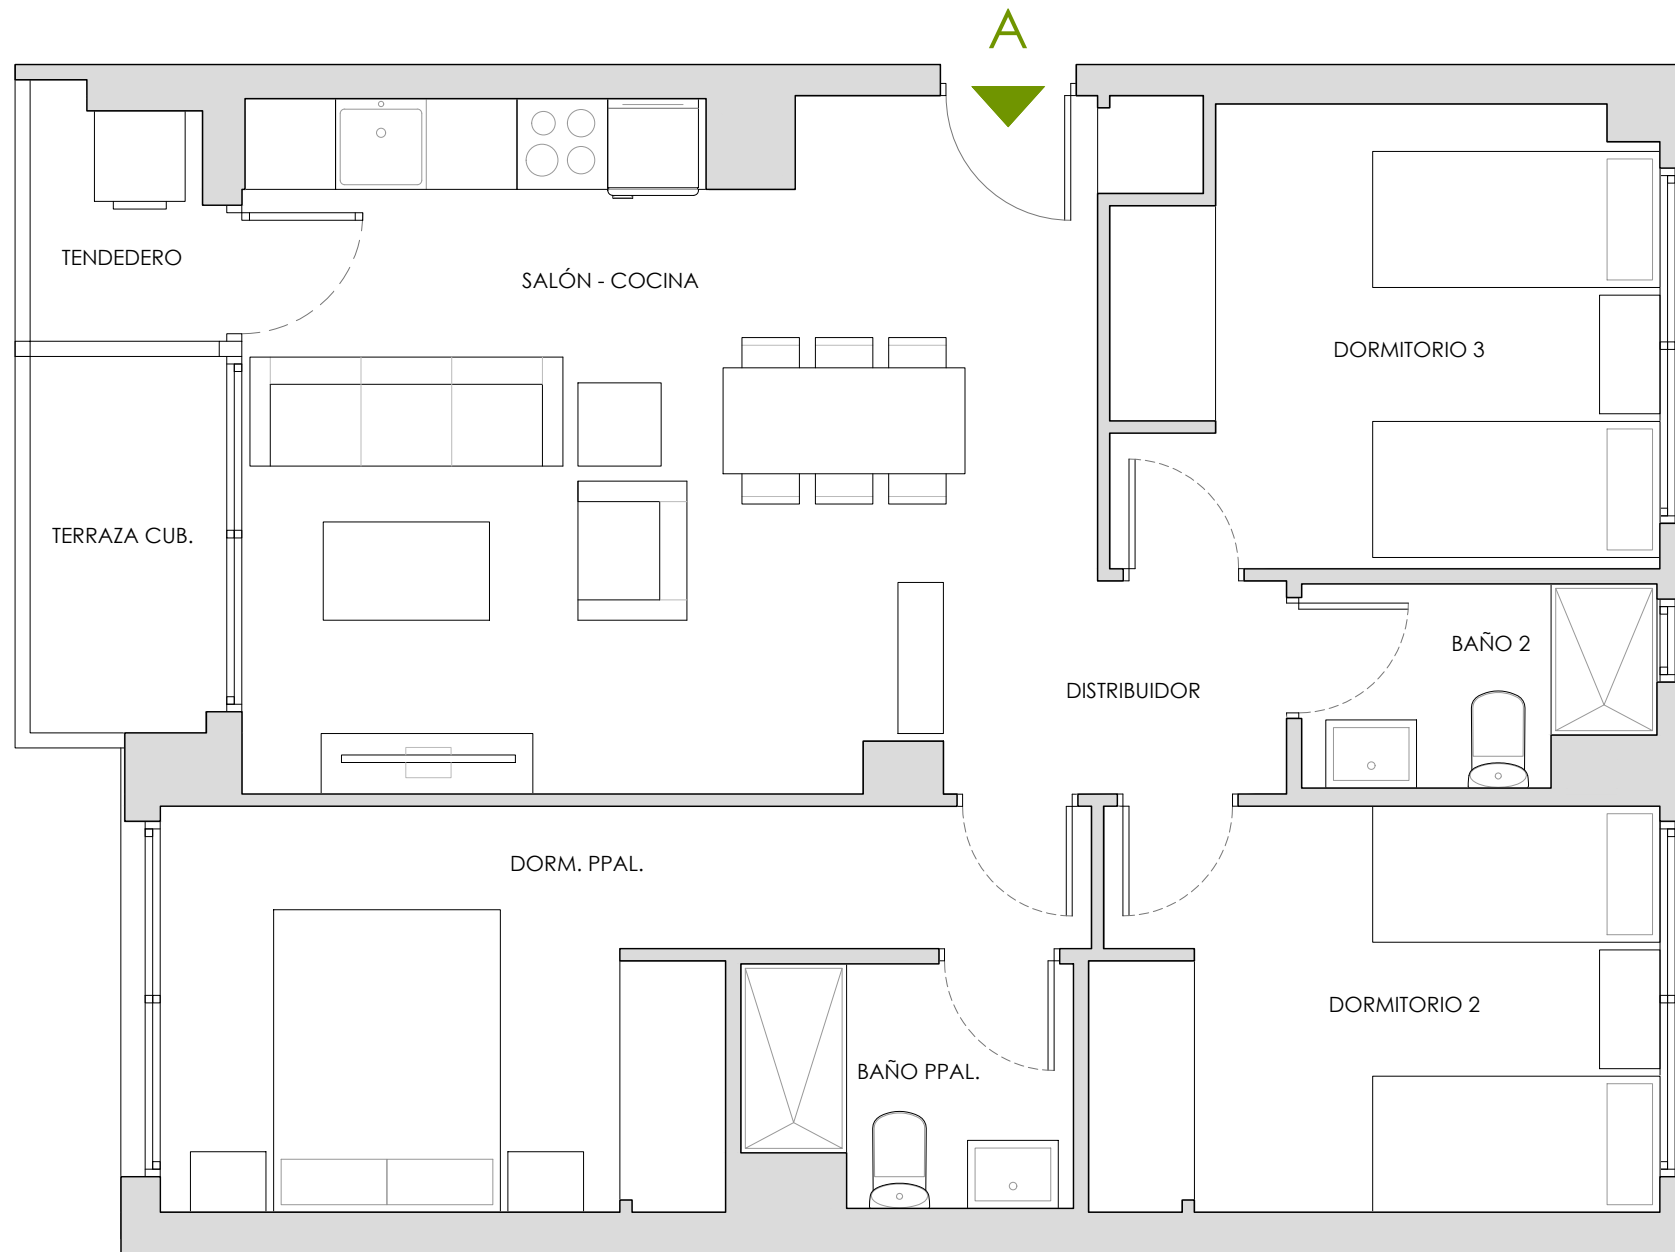 A
TENDEDERO
SALÓN - COCINA
DORMITORIO 3
TERRAZA CUB.
BAÑO 2
DISTRIBUIDOR
DORM. PPAL.
DORMITORIO 2
BAÑO PPAL.